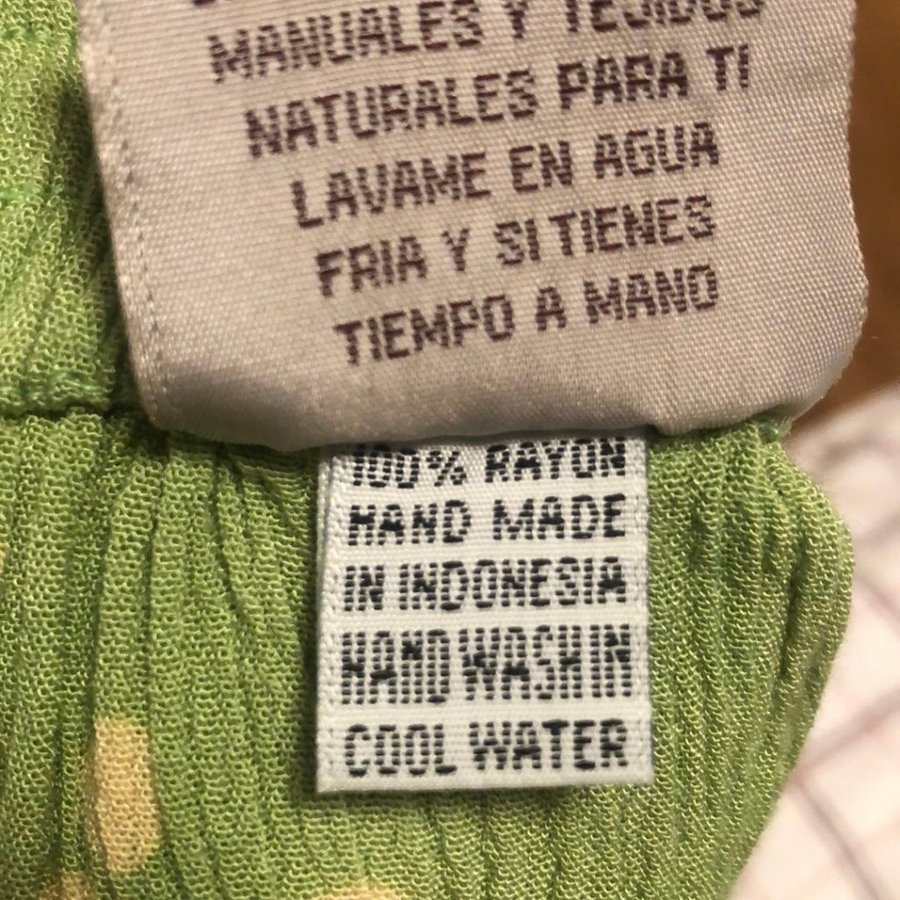 MANUALES Y TEJIDOS
NATURALES PARA TI
LAVAME EN AGUA
FRIA Y SI TIENES
TIEMPO A MANO
100% RAYON
HAND MADE
IN INDONESIA
HAND WASH IN
COOL WATER